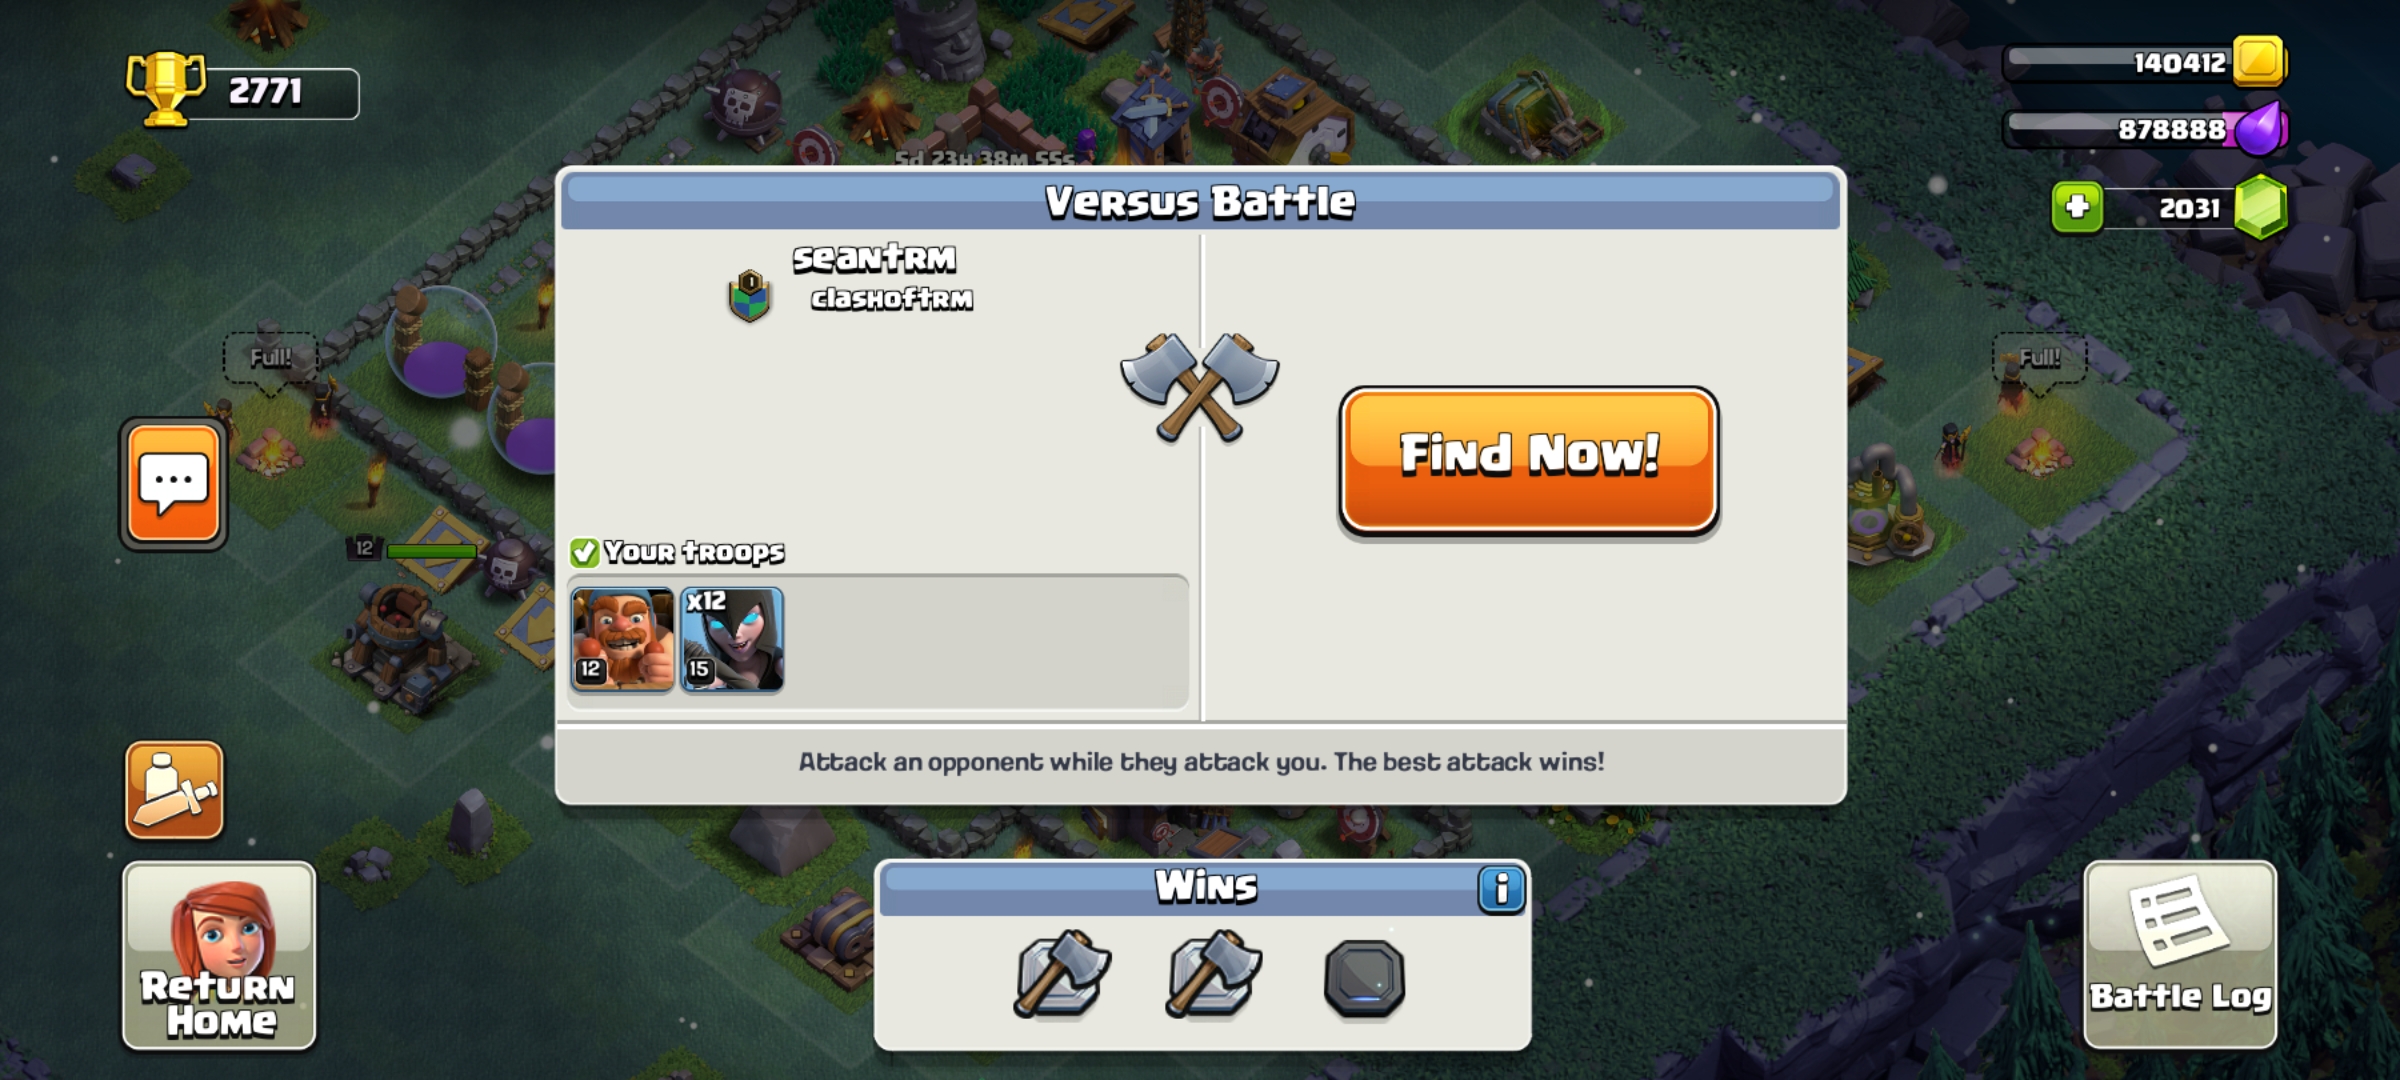 2771
140412
878888
2031
5d 23H 38M 55s
Versus Battle
seantrm
clashoftrm
Full!
Full!
Find Now!
12
Your troops
x12
12
15
Attack an opponent while they attack you. The best attack wins!
Wins
i
Return
Home
Battle Log